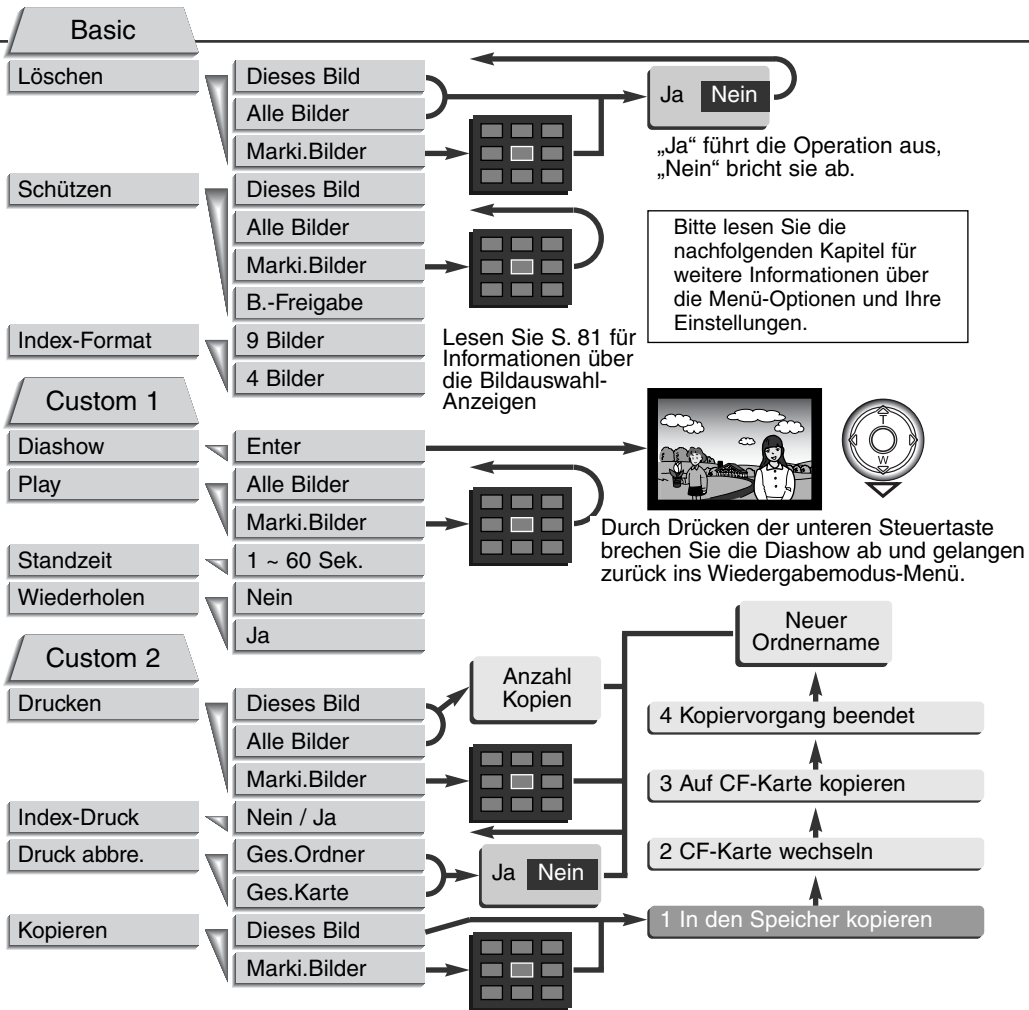 Basic
Löschen
Dieses Bild
Alle Bilder
Marki.Bilder
Ja Nein
„Ja“ führt die Operation aus,
„Nein“ bricht sie ab.
Schützen
Dieses Bild
Alle Bilder
Marki.Bilder
B.-Freigabe
Bitte lesen Sie die
nachfolgenden Kapitel für
weitere Informationen über
die Menü-Optionen und Ihre
Einstellungen.
Index-Format
9 Bilder
4 Bilder
Lesen Sie S. 81 für
Informationen über
die Bildauswahl-
Anzeigen
Custom 1
Diashow
Enter
T
W
Play
Alle Bilder
Marki.Bilder
Durch Drücken der unteren Steuertaste
brechen Sie die Diashow ab und gelangen
zurück ins Wiedergabemodus-Menü.
Standzeit
1 ~ 60 Sek.
Wiederholen
Nein
Ja
Custom 2
Drucken
Dieses Bild
Alle Bilder
Marki.Bilder
Anzahl
Kopien
Neuer
Ordnername
4 Kopiervorgang beendet
3 Auf CF-Karte kopieren
2 CF-Karte wechseln
1 In den Speicher kopieren
Index-Druck
Nein / Ja
Druck abbre.
Ges.Ordner
Ges.Karte
Ja Nein
Kopieren
Dieses Bild
Marki.Bilder